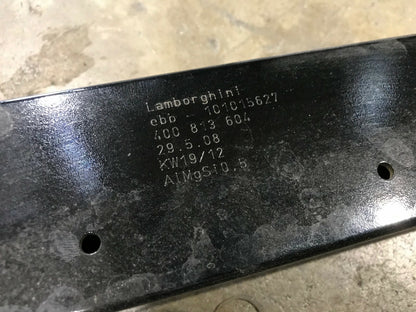 Lamborghini
ebb _ 101015627
400 813 604
29.5.08
KW19/12
AlMgSi0.5